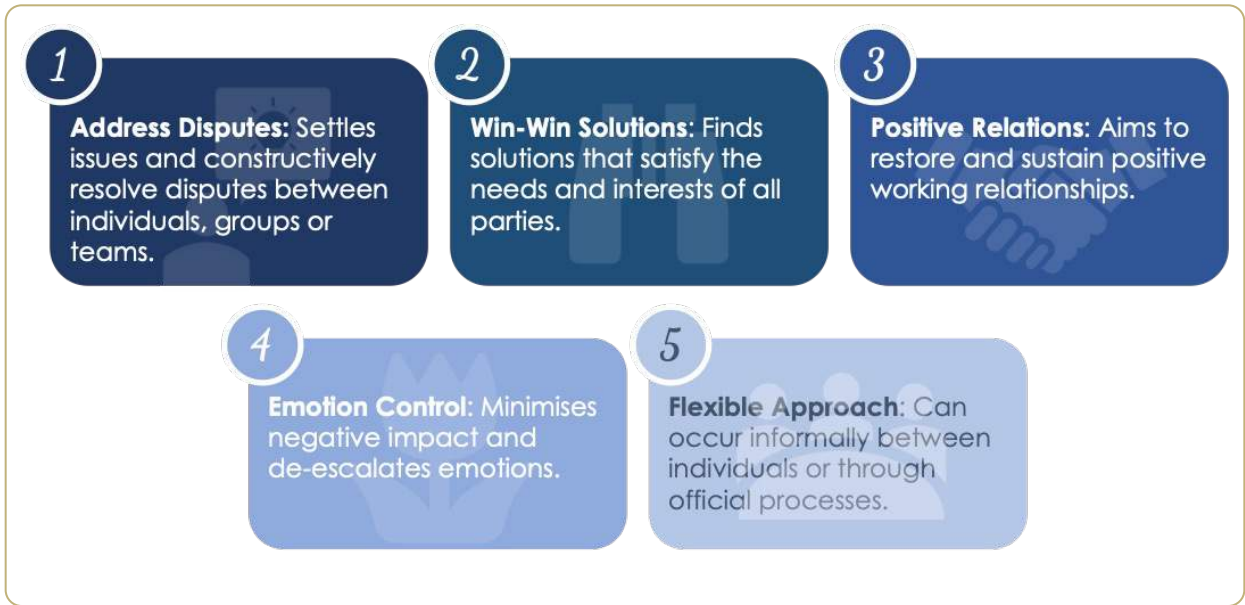 1
Address Disputes: Settles
issues and constructively
resolve disputes between
individuals, groups or
teams.
2
Win-Win Solutions: Finds
solutions that satisfy the
needs and interests of all
parties.
3
Positive Relations: Aims to
restore and sustain positive
working relationships.
4
Emotion Control: Minimises
negative impact and
de-escalates emotions.
5
Flexible Approach: Can
occur informally between
individuals or through
official processes.